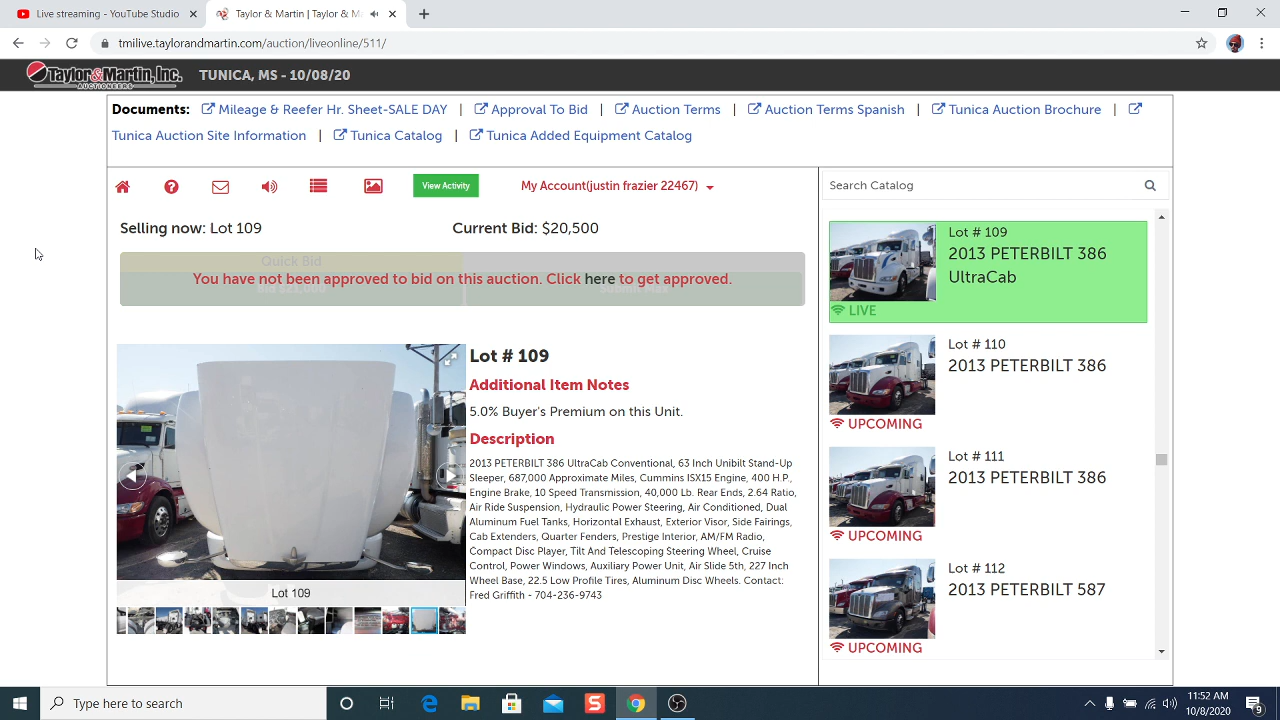 Live streaming - YouTube Studio
Taylor & Martin | Taylor & M
tmlive.taylorandmartin.com/auction/liveonline/511/
Taylor&Martin, Inc. TUNICA, MS - 10/08/20
AUCTIONEERS
Documents: Mileage & Reefer Hr. Sheet-SALE DAY | Approval To Bid | Auction Terms | Auction Terms Spanish | Tunica Auction Brochure |
Tunica Auction Site Information | Tunica Catalog | Tunica Added Equipment Catalog
View Activity My Account(justin frazier 22467)
Search Catalog
Selling now: Lot 109 Current Bid: $20,500
Quick Bid
You have not been approved to bid on this auction. Click here to get approved.
Lot # 109
Additional Item Notes
5.0% Buyer's Premium on this Unit.
Description
2013 PETERBILT 386 UltraCab Conventional, 63 Inch Unibilt Stand-Up
Sleeper, 687,000 Approximate Miles, Cummins ISX15 Engine, 400 H.P.,
Engine Brake, 10 Speed Transmission, 40,000 Lb. Rear Ends, 2.64 Ratio,
Air Ride Suspension, Hydraulic Power Steering, Air Conditioned, Dual
Aluminum Fuel Tanks, Horizontal Exhaust, Exterior Visor, Side Fairings,
Cab Extenders, Quarter Fenders, Prestige Interior, AM/FM Radio,
Compact Disc Player, Tilt And Telescoping Steering Wheel, Cruise
Control, Power Windows, Auxiliary Power Unit, Air Slide 5th, 227 Inch
Wheel Base, 22.5 Low Profile Tires, Aluminum Disc Wheels. Contact:
Fred Griffith - 704-236-9743
Lot 109
Lot # 109
2013 PETERBILT 386
UltraCab
LIVE
Lot # 110
2013 PETERBILT 386
UPCOMING
Lot # 111
2013 PETERBILT 386
UPCOMING
Lot # 112
2013 PETERBILT 587
UPCOMING
Type here to search
11:52 AM
10/8/2020
9